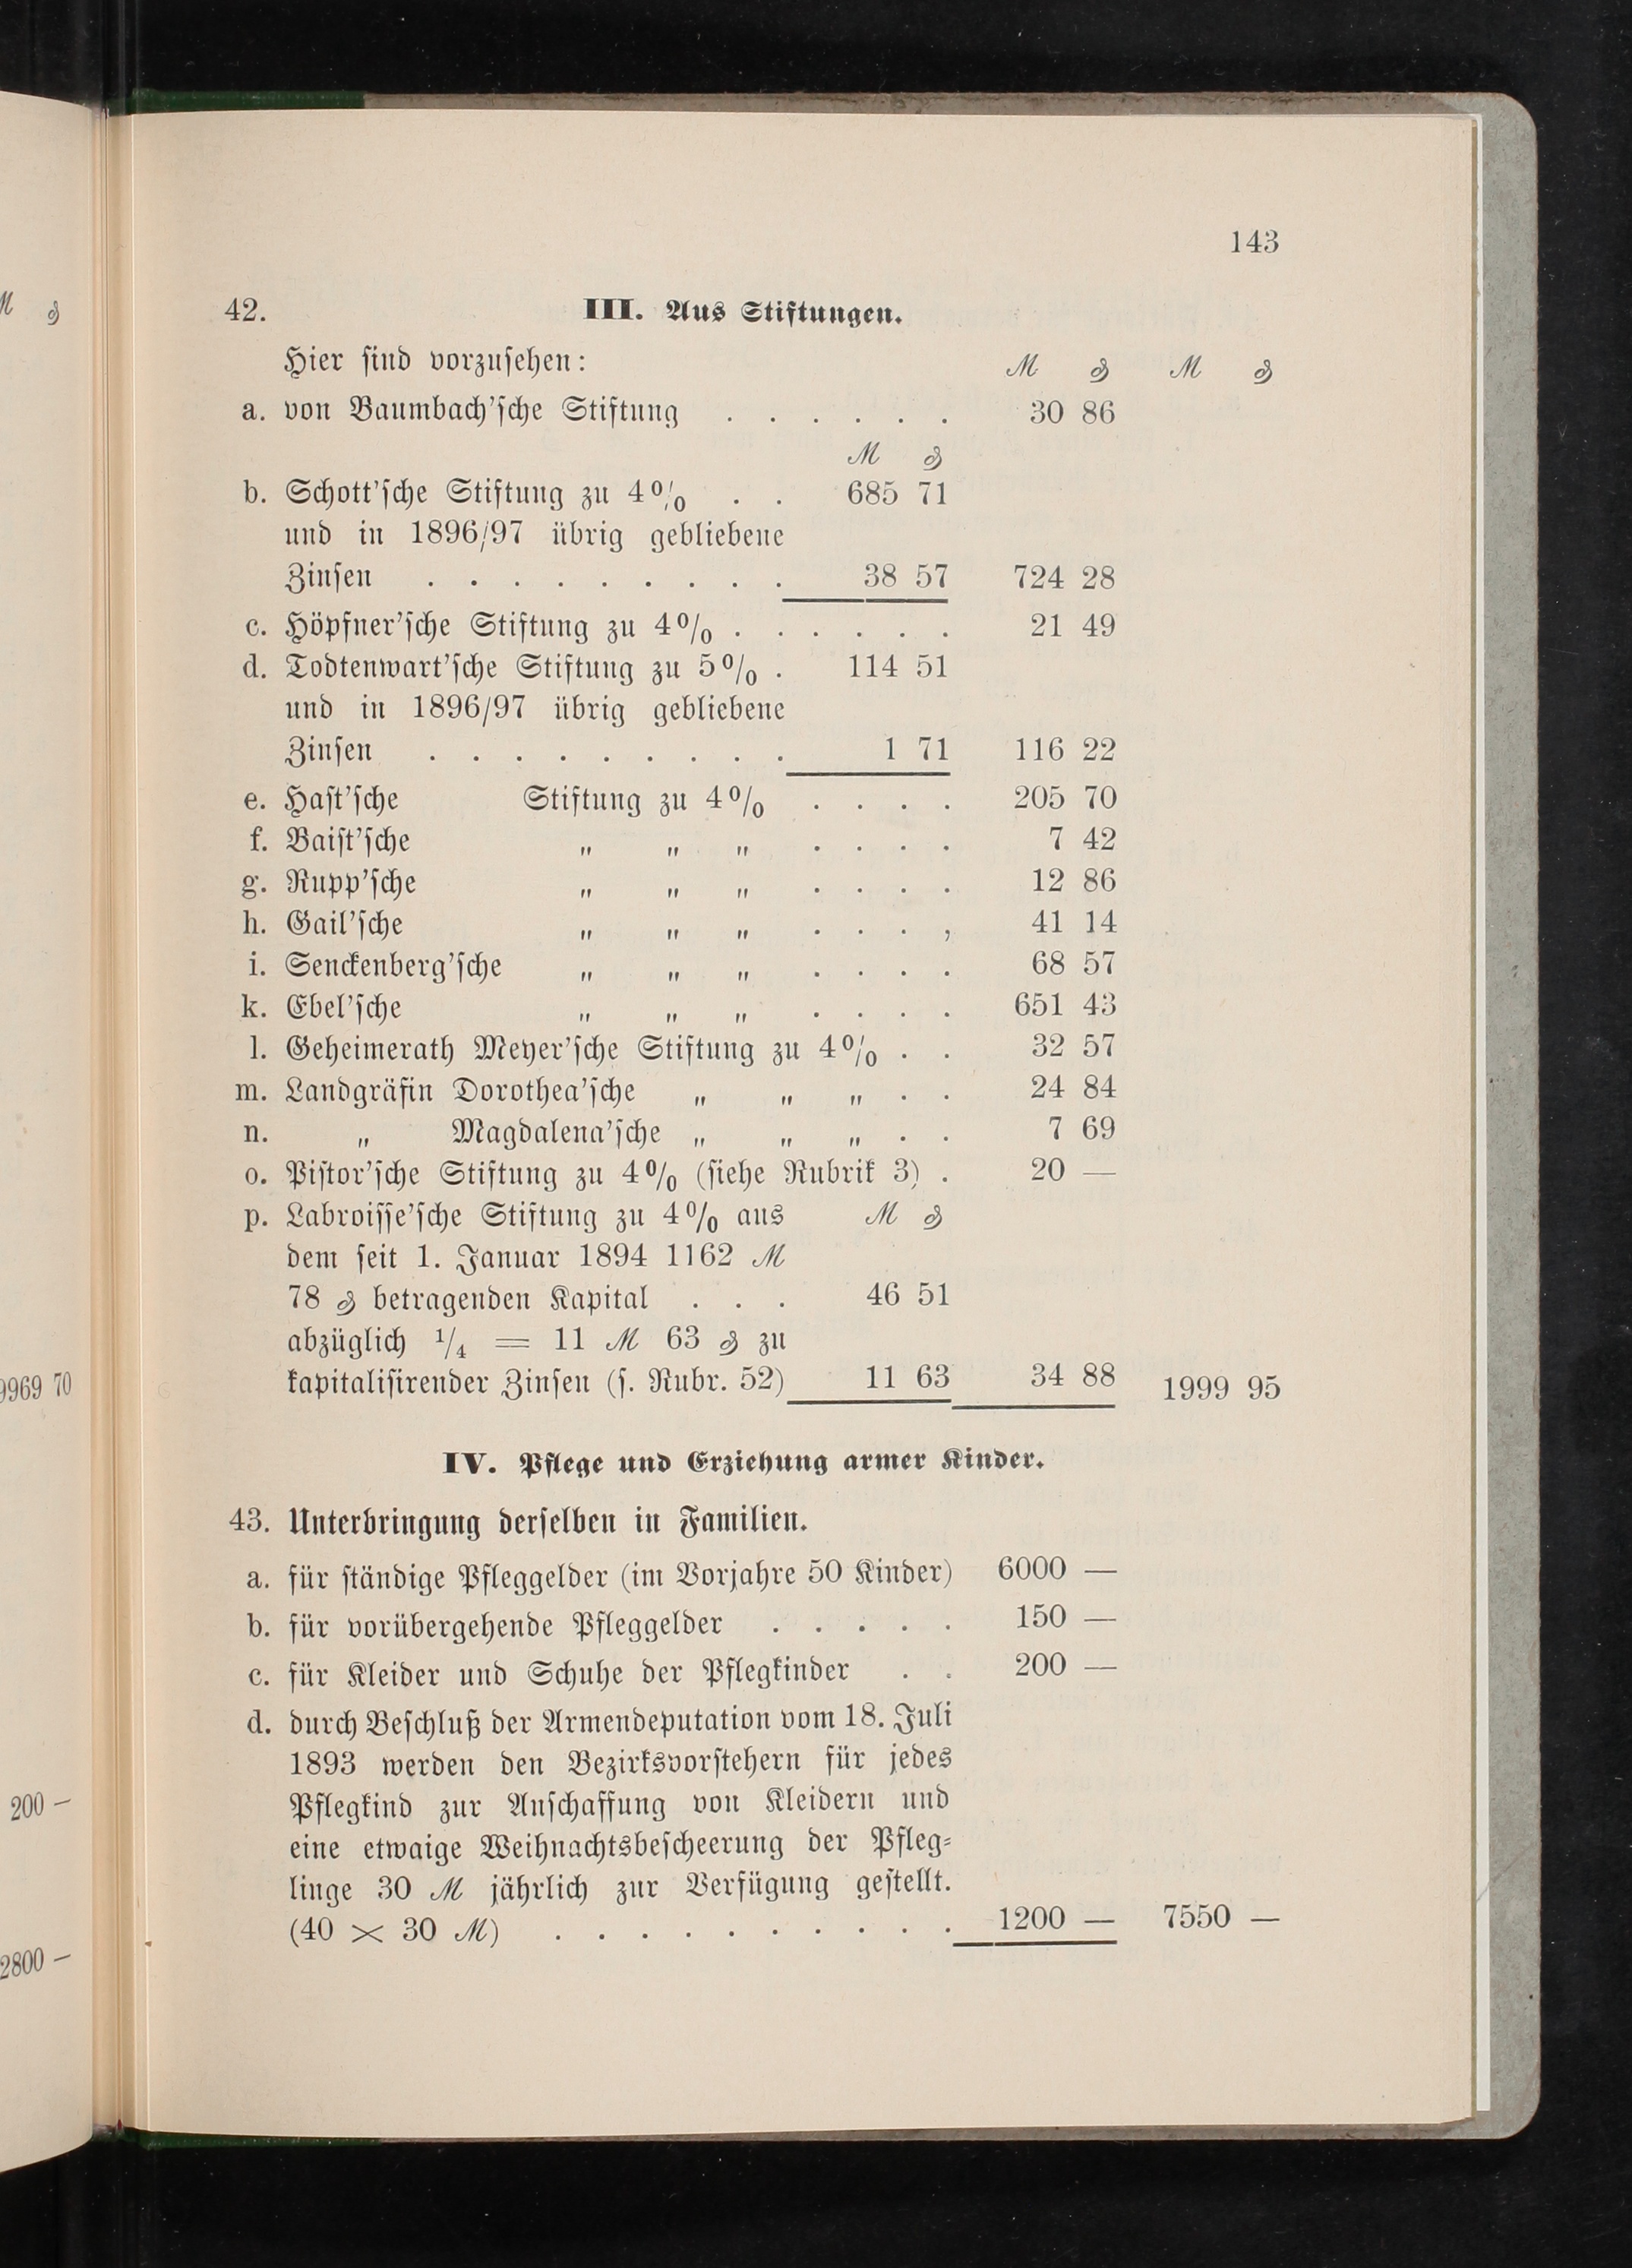 143
42. III. Aus Stiftungen.
Hier ſind vorzuſehen: ℳ ₰ ℳ ₰
a. von Baumbach'ſche Stiftung . . . . . . 30 86
ℳ ₰
b. Schott'ſche Stiftung zu 4% . . 685 71
und in 1896/97 übrig gebliebene
Zinſen . . . . . . . . . 38 57 724 28
c. Höpfner'ſche Stiftung zu 4% . . . . . . 21 49
d. Todtenwart'ſche Stiftung zu 5% . 114 51
und in 1896/97 übrig gebliebene
Zinſen . . . . . . . . . 1 71 116 22
e. Haſt'ſche Stiftung zu 4% . . . . 205 70
f. Baiſt'ſche " " " . . . . 7 42
g. Rupp'ſche " " " . . . . 12 86
h. Gail'ſche " " " . . . , 41 14
i. Senckenberg'ſche " " " . . . . 68 57
k. Ebel'ſche " " " . . . . 651 43
l. Geheimerath Meyer'ſche Stiftung zu 4% . . 32 57
m. Landgräfin Dorothea'ſche " " " . . 24 84
n. " Magdalena'ſche " " " . . 7 69
o. Piſtor'ſche Stiftung zu 4% (ſiehe Rubrik 3) . 20 —
p. Labroiſſe'ſche Stiftung zu 4% aus ℳ ₰
dem ſeit 1. Januar 1894 1162 ℳ
78 ₰ betragenden Kapital . . . 46 51
abzüglich 1/4 = 11 ℳ 63 ₰ zu
kapitaliſirender Zinſen (ſ. Rubr. 52) 11 63 34 88 1999 95
IV. Pflege und Erziehung armer Kinder.
43. Unterbringung derſelben in Familien.
a. für ſtändige Pfleggelder (im Vorjahre 50 Kinder) 6000 —
b. für vorübergehende Pfleggelder . . . . . 150 —
c. für Kleider und Schuhe der Pflegkinder . . 200 —
d. durch Beſchluß der Armendeputation vom 18. Juli
1893 werden den Bezirksvorſtehern für jedes
Pflegkind zur Anſchaffung von Kleidern und
eine etwaige Weihnachtsbeſcheerung der Pfleg-
linge 30 ℳ jährlich zur Verfügung geſtellt.
(40 × 30 ℳ) . . . . . . . . . . 1200 — 7550 —
ℳ ₰
9969 70
200 —
2800 —